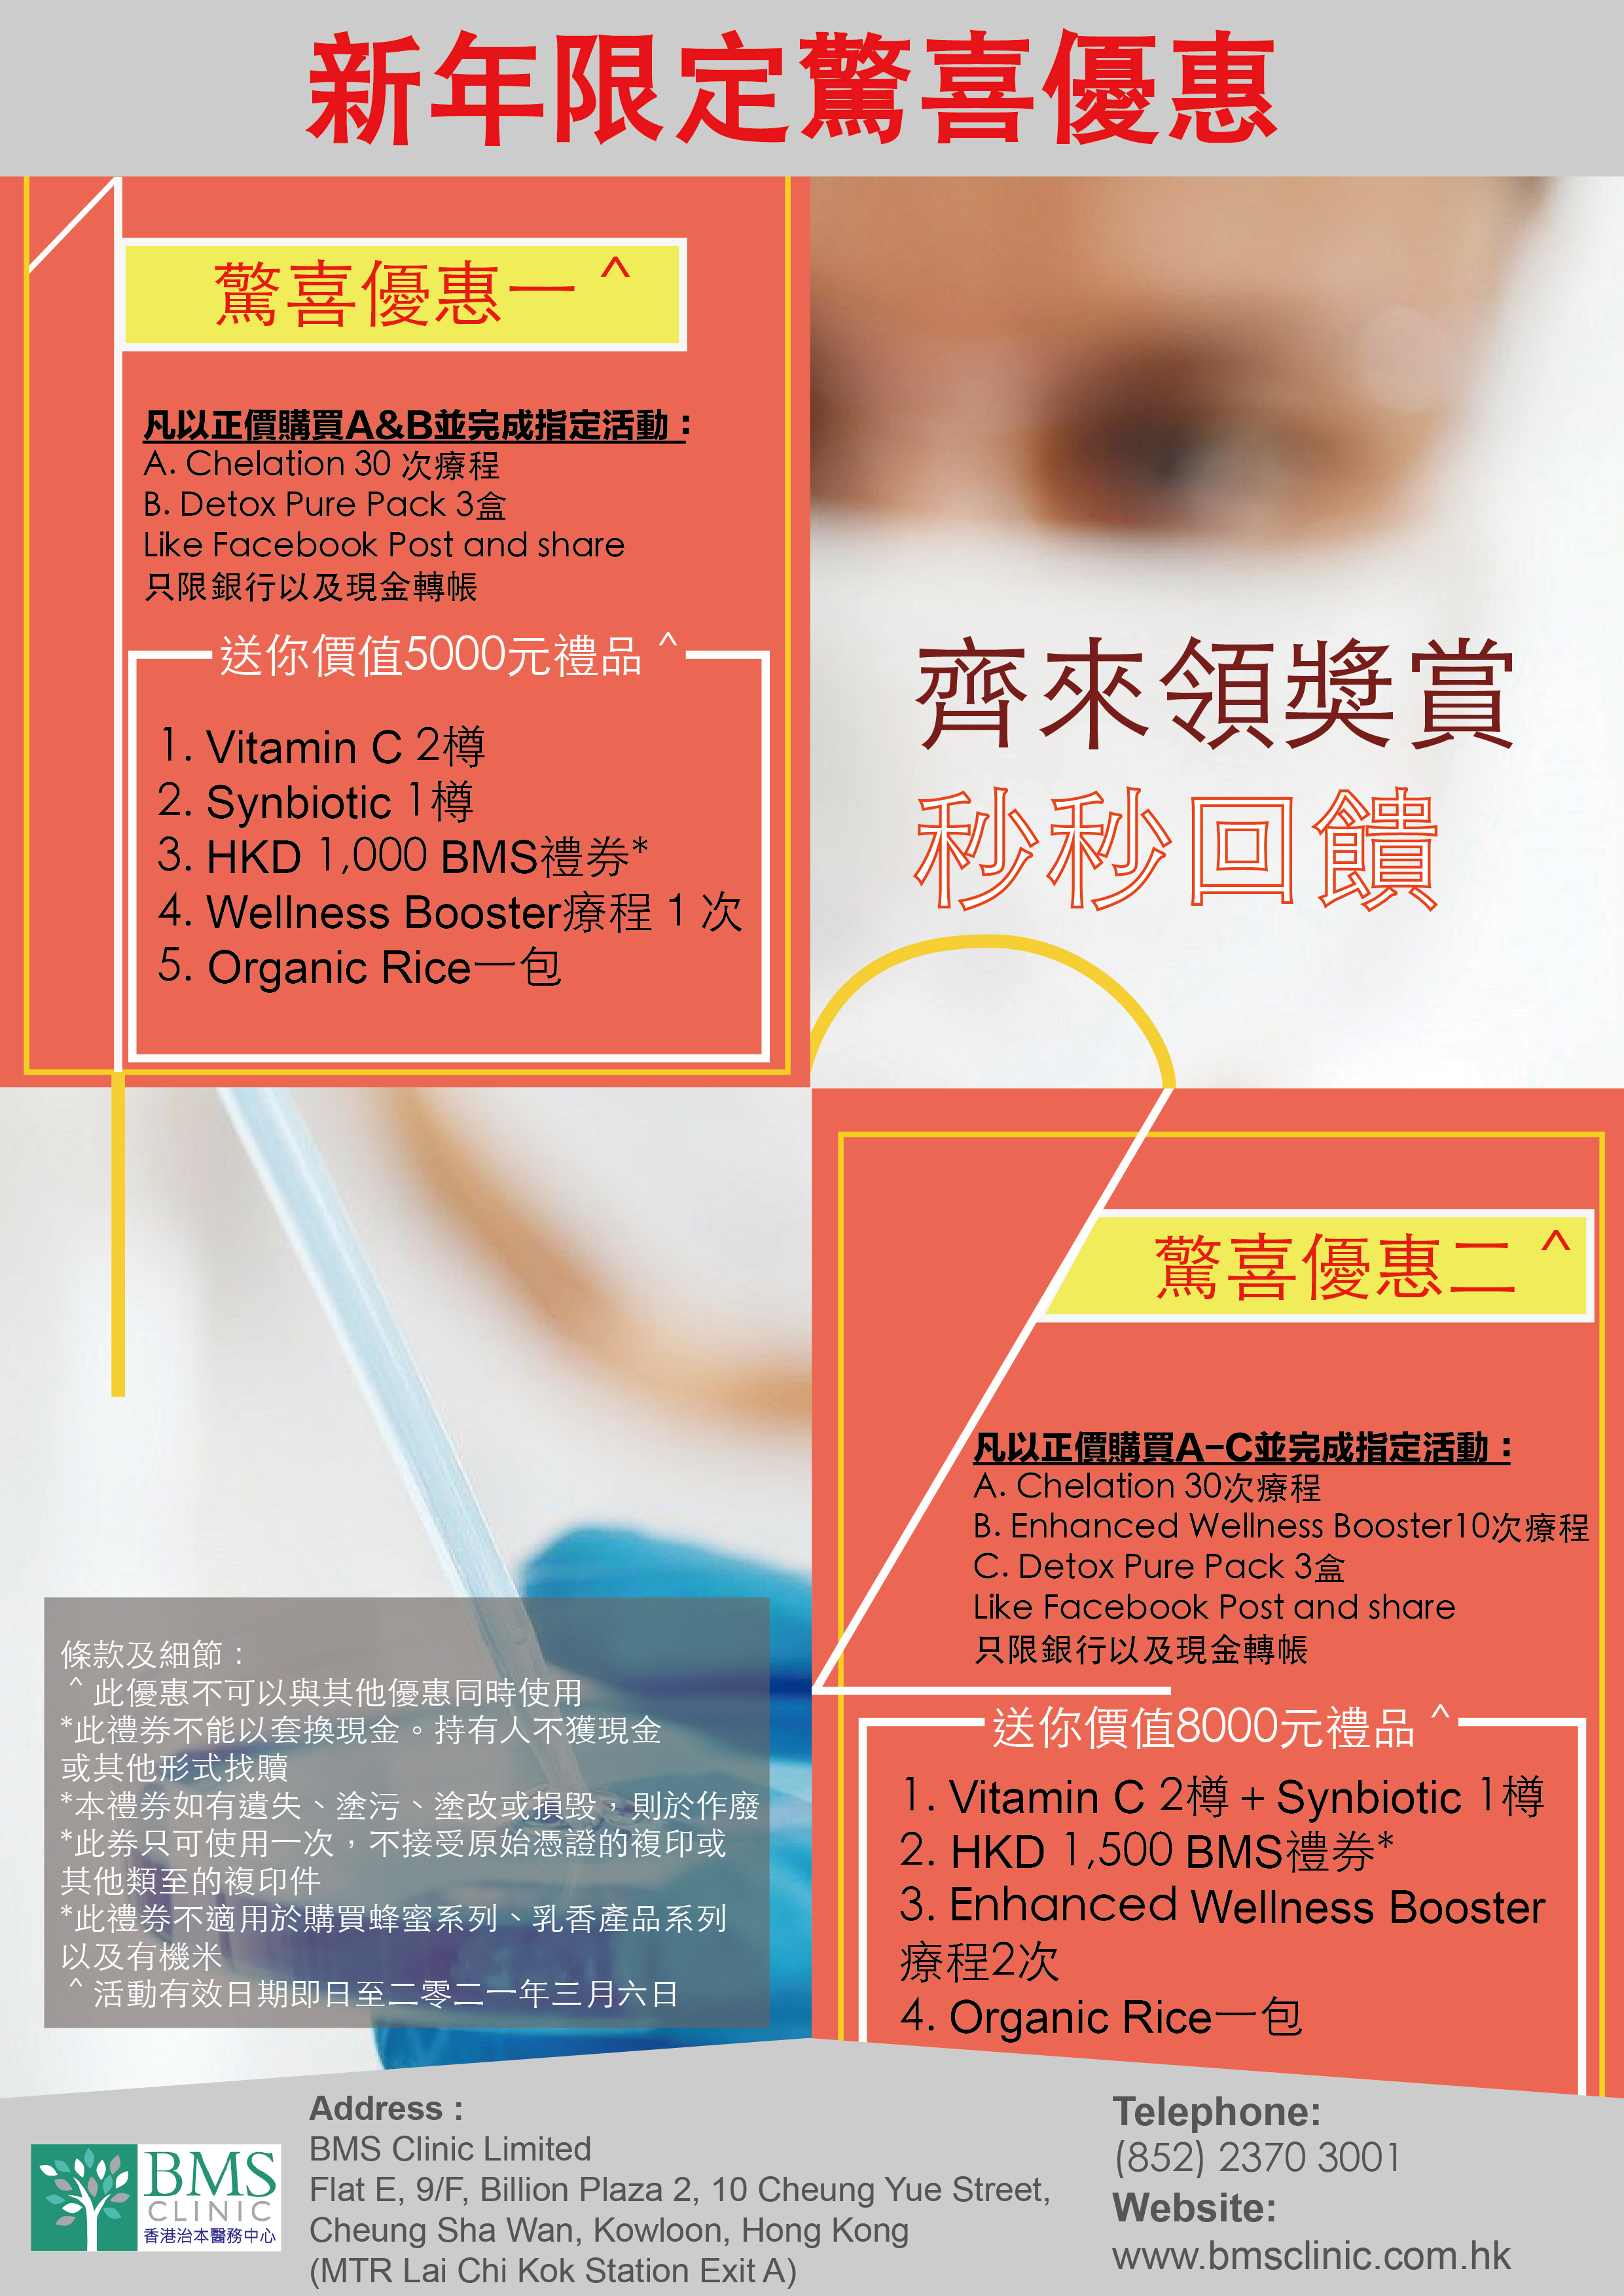 新年限定驚喜優惠
驚喜優惠一 ^
凡以正價購買A&B並完成指定活動：
A. Chelation 30 次療程
B. Detox Pure Pack 3盒
Like Facebook Post and share
只限銀行以及現金轉帳
送你價值5000元禮品 ^
1. Vitamin C 2樽
2. Synbiotic 1樽
3. HKD 1,000 BMS禮券*
4. Wellness Booster療程 1 次
5. Organic Rice一包
齊來領獎賞
秒秒回饋
驚喜優惠二 ^
凡以正價購買A-C並完成指定活動：
A. Chelation 30次療程
B. Enhanced Wellness Booster10次療程
C. Detox Pure Pack 3盒
Like Facebook Post and share
只限銀行以及現金轉帳
送你價值8000元禮品 ^
1. Vitamin C 2樽 + Synbiotic 1樽
2. HKD 1,500 BMS禮券*
3. Enhanced Wellness Booster
療程2次
4. Organic Rice一包
條款及細節：
^ 此優惠不可以與其他優惠同時使用
*此禮券不能以套換現金。持有人不獲現金
或其他形式找贖
*本禮券如有遺失、塗污、塗改或損毀，則於作廢
*此券只可使用一次，不接受原始憑證的複印或
其他類至的複印件
*此禮券不適用於購買蜂蜜系列、乳香產品系列
以及有機米
^ 活動有效日期即日至二零二一年三月六日
BMS
CLINIC
香港治本醫務中心
Address :
BMS Clinic Limited
Flat E, 9/F, Billion Plaza 2, 10 Cheung Yue Street,
Cheung Sha Wan, Kowloon, Hong Kong
(MTR Lai Chi Kok Station Exit A)
Telephone:
(852) 2370 3001
Website:
www.bmsclinic.com.hk